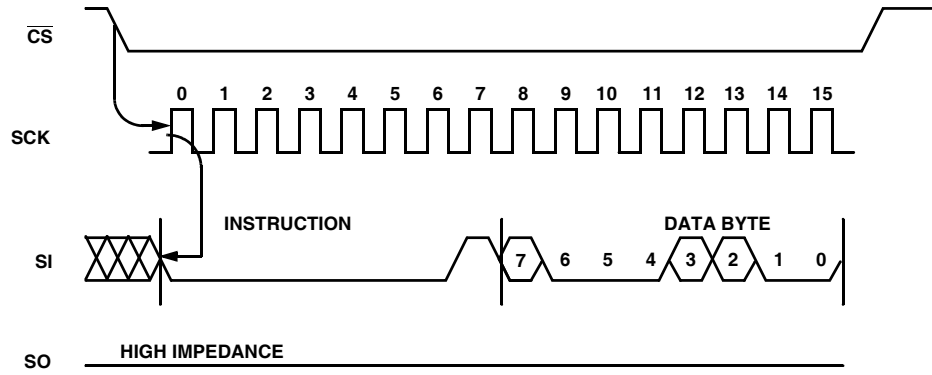 CS
0 1 2 3 4 5 6 7 8 9 10 11 12 13 14 15
SCK
INSTRUCTION DATA BYTE
SI 7 6 5 4 3 2 1 0
HIGH IMPEDANCE
SO